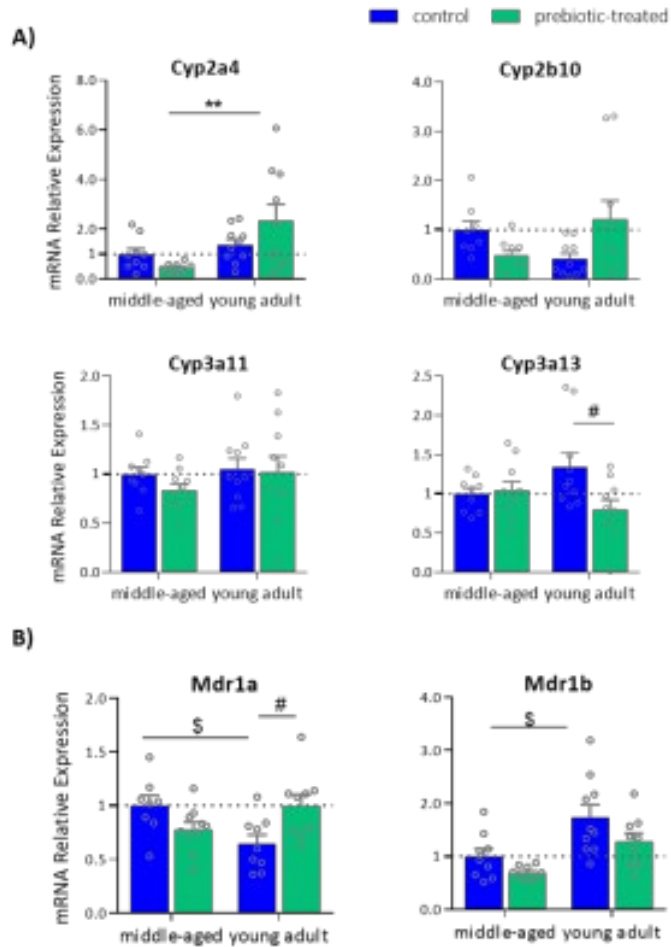 control prebiotic-treated
A)
Cyp2a4
mRNA Relative Expression
8.0
6.0
4.0
2.0
1
0.0
**
middle-aged young adult
Cyp2b10
4.0
3.0
2.0
1
0.0
middle-aged young adult
Cyp3a11
mRNA Relative Expression
2.0
1.5
1
0.5
0.0
middle-aged young adult
Cyp3a13
2.5
2.0
1.5
1
0.5
0.0
#
middle-aged young adult
B)
Mdr1a
mRNA Relative Expression
2.0
1.5
1
0.5
0.0
$
#
middle-aged young adult
Mdr1b
4.0
3.0
2.0
1
0.0
$
middle-aged young adult